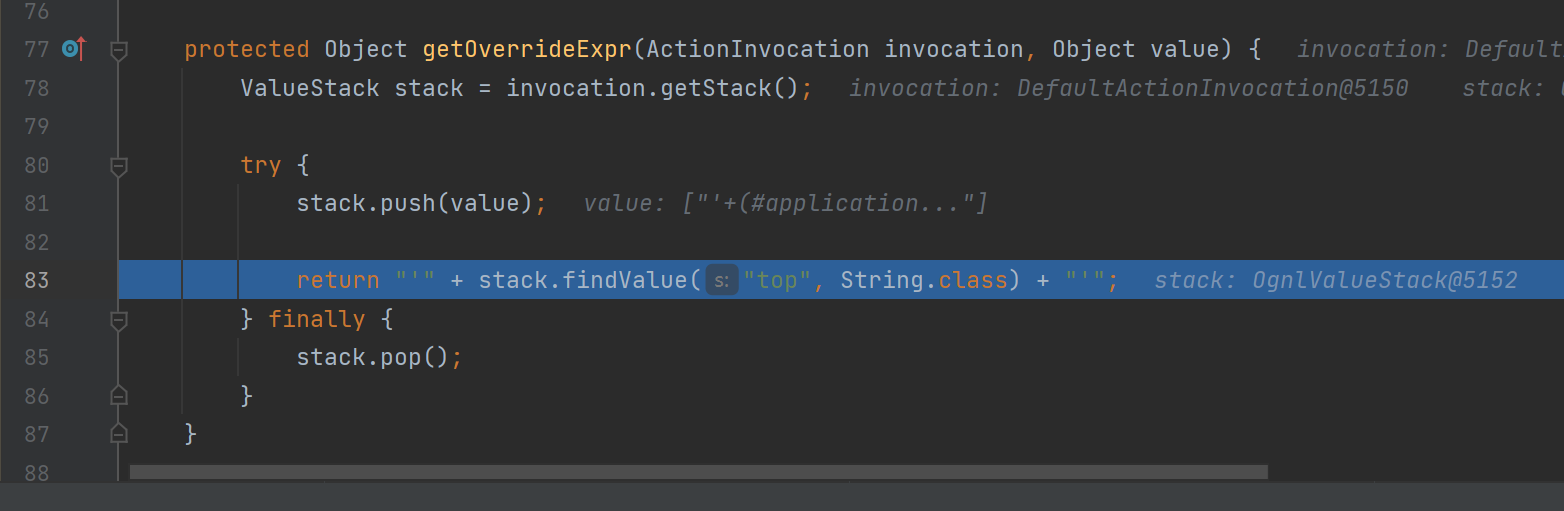 76
77 protected Object getOverrideExpr(ActionInvocation invocation, Object value) { invocation: Default
78 ValueStack stack = invocation.getStack(); invocation: DefaultActionInvocation@5150 stack:
79
80 try {
81 stack.push(value); value: ["'+(#application..."]
82
83 return "'" + stack.findValue( s: "top", String.class) + "'"; stack: OgnlValueStack@5152
84 } finally {
85 stack.pop();
86 }
87 }
88